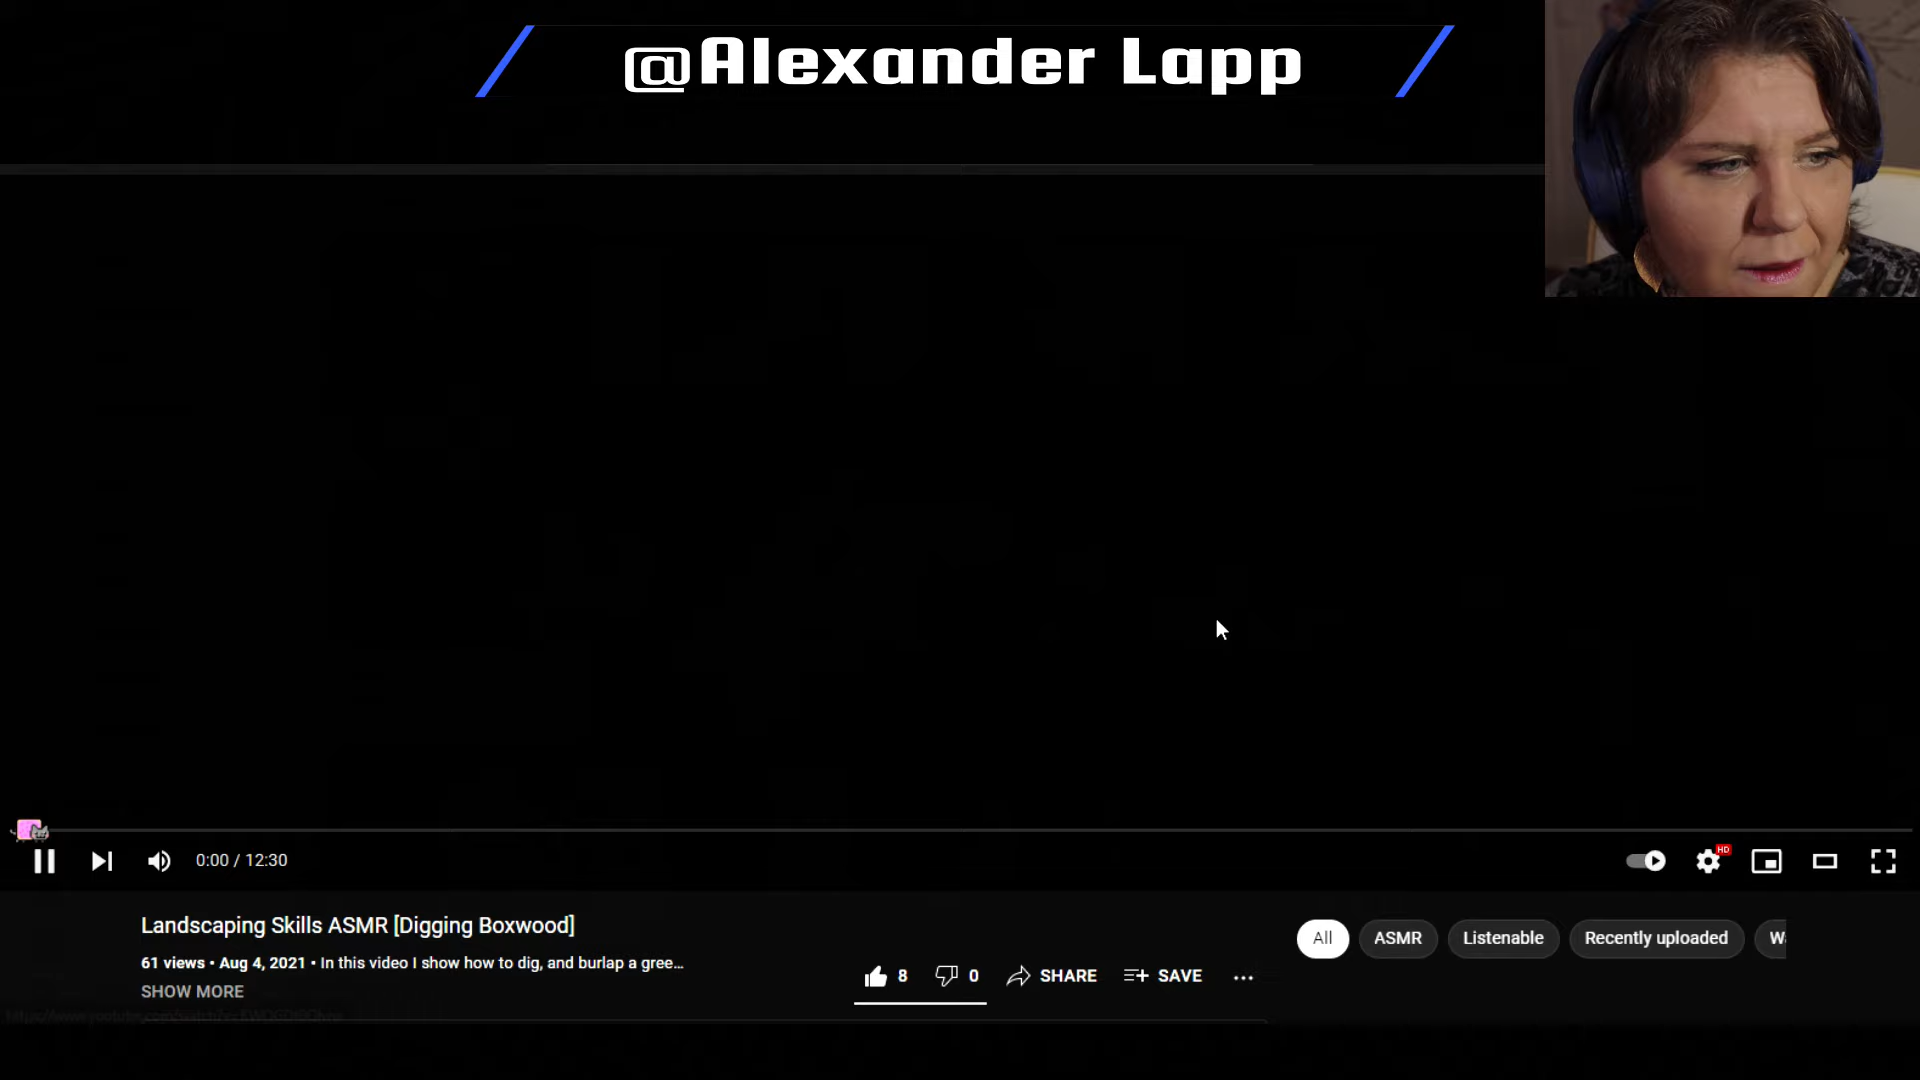 @Alexander Lapp
0:00 / 12:30
HD
Landscaping Skills ASMR [Digging Boxwood]
61 views • Aug 4, 2021 • In this video I show how to dig, and burlap a gree...
SHOW MORE
8
0
SHARE
SAVE
All
ASMR
Listenable
Recently uploaded